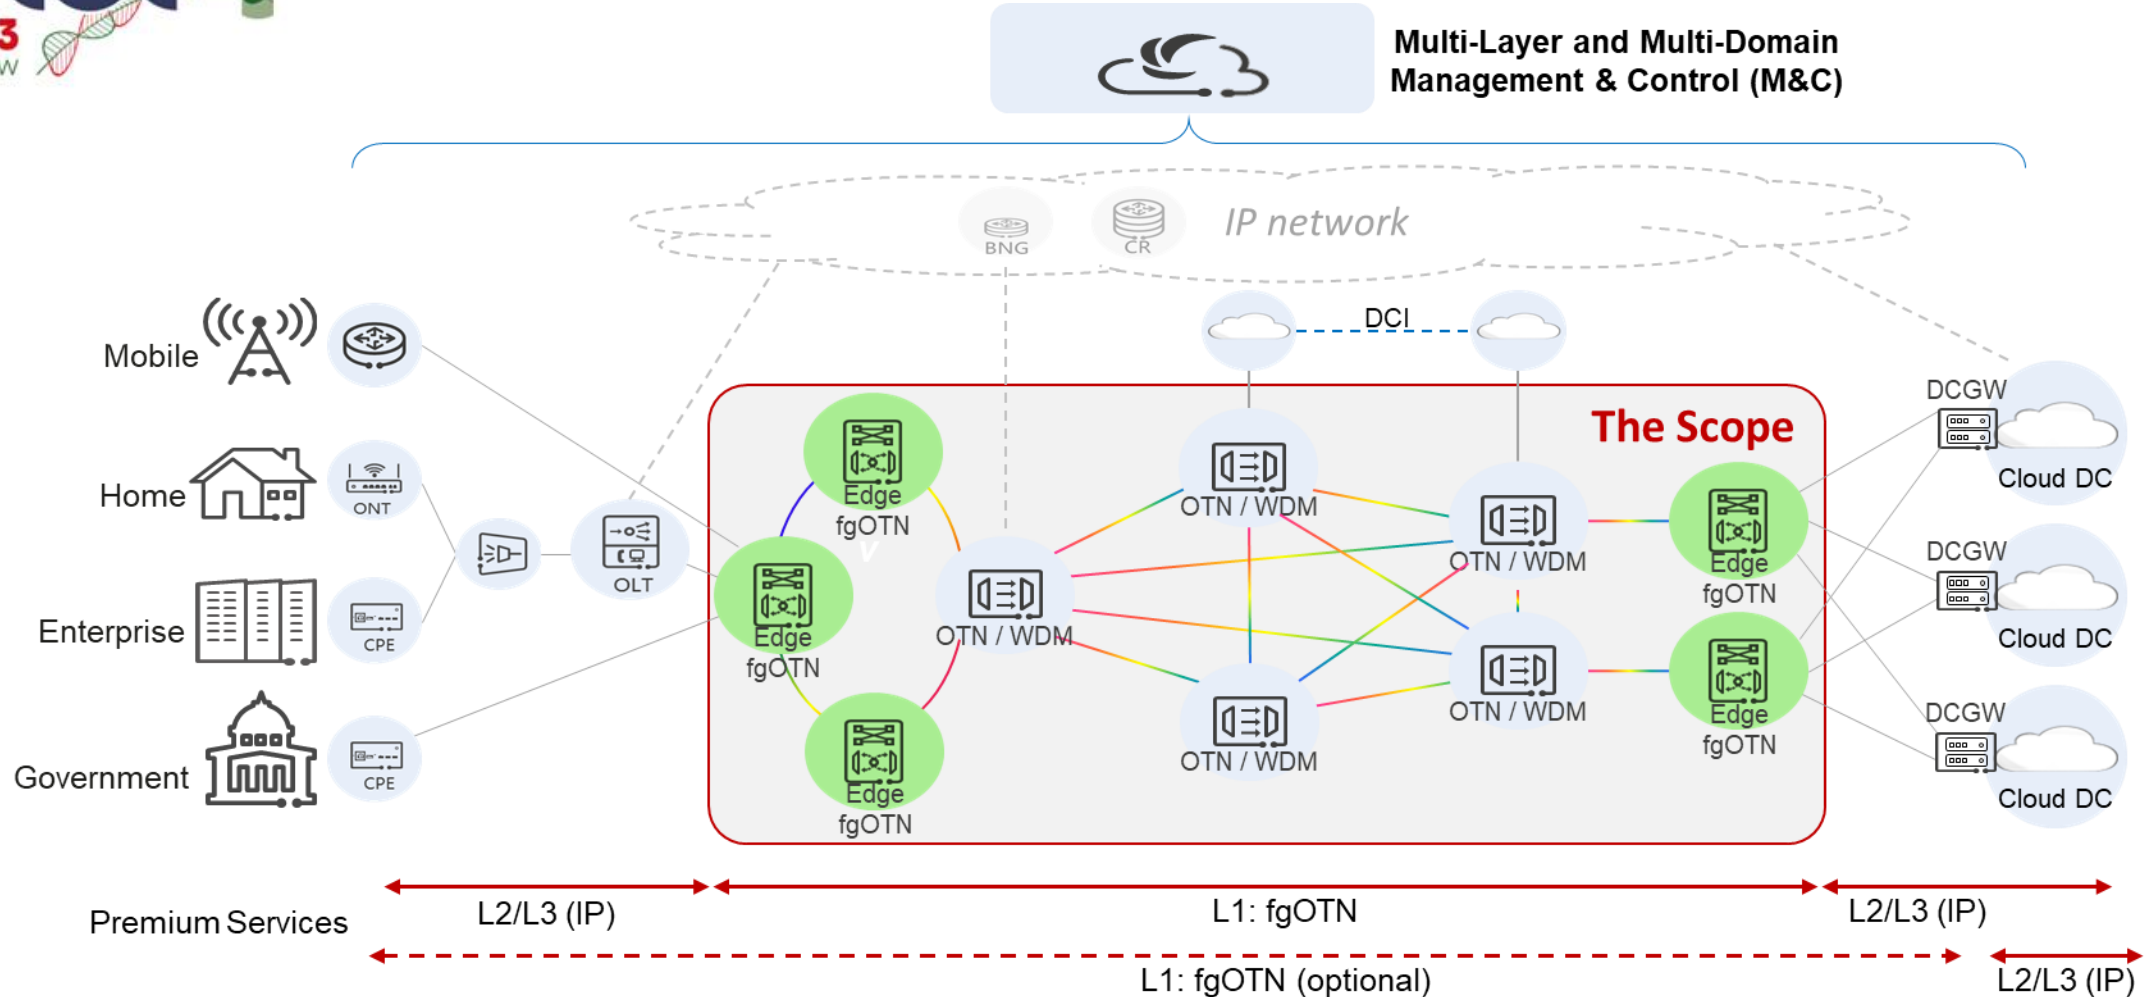 3
W
Multi-Layer and Multi-Domain
Management & Control (M&C)
BNG
CR
IP network
DCI
Mobile
Home
ONT
Enterprise
CPE
Government
CPE
OLT
The Scope
Edge
fgOTN
v
Edge
fgOTN
Edge
fgOTN
OTN / WDM
OTN / WDM
OTN / WDM
OTN / WDM
OTN / WDM
Edge
fgOTN
Edge
fgOTN
DCGW
Cloud DC
DCGW
Cloud DC
DCGW
Cloud DC
Premium Services
L2/L3 (IP)
L1: fgOTN
L2/L3 (IP)
L1: fgOTN (optional)
L2/L3 (IP)